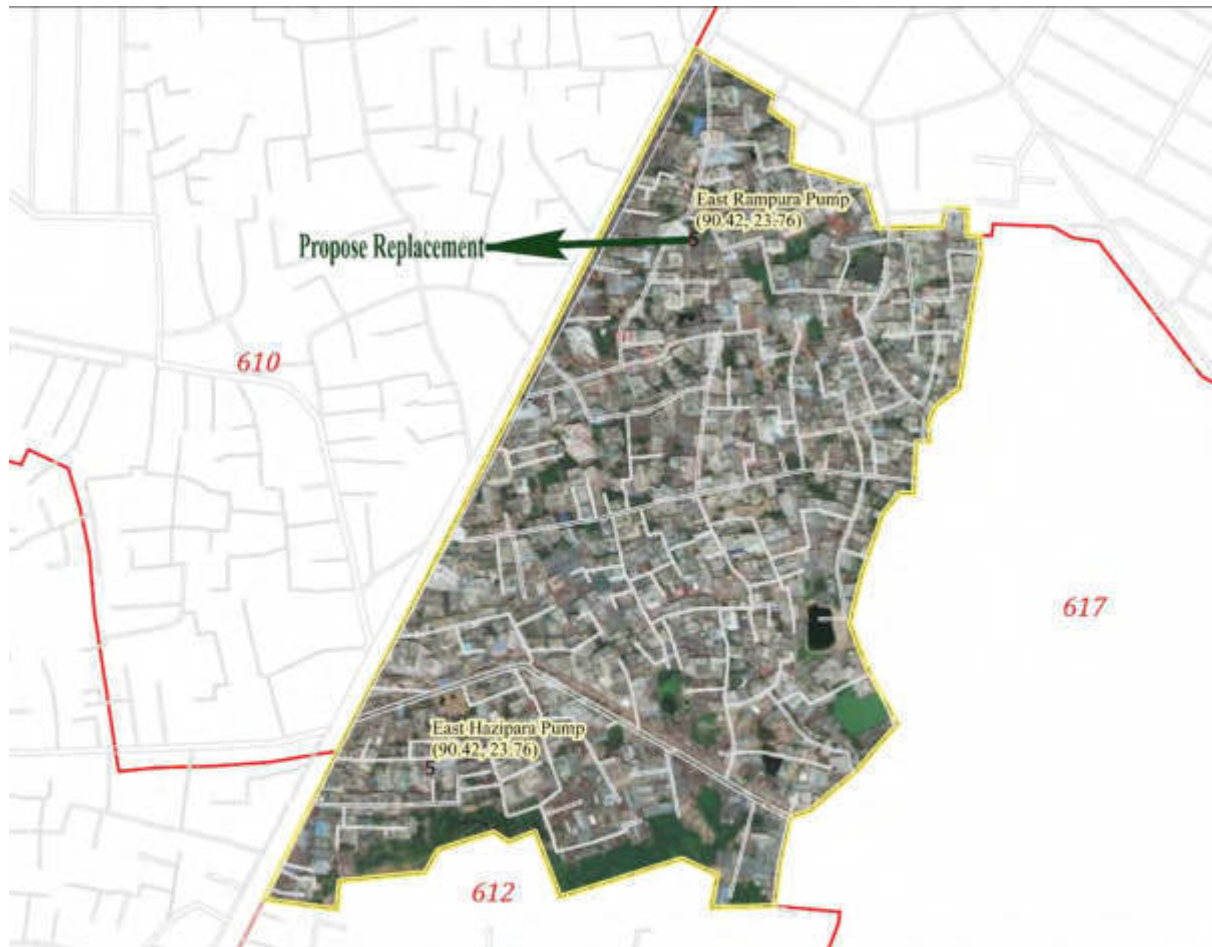 East Rampura Pump
(90.42, 23.76)
5
Propose Replacement
610
617
East Hazipara Pump
(90.42, 23.76)
5
612